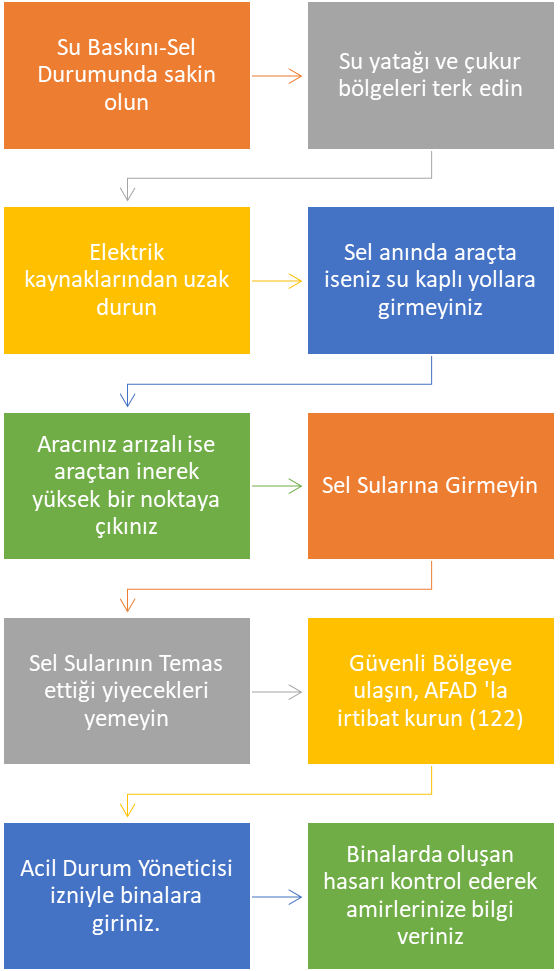 Su Baskını-Sel
Durumunda sakin
olun
Su yatağı ve çukur
bölgeleri terk edin
Elektrik
kaynaklarından uzak
durun
Sel anında araçta
iseniz su kaplı yollara
girmeyiniz
Aracınız arızalı ise
araçtan inerek
yüksek bir noktaya
çıkınız
Sel Sularına Girmeyin
Sel Sularının Temas
ettiği yiyecekleri
yemeyin
Güvenli Bölgeye
ulaşın, AFAD 'la
irtibat kurun (122)
Acil Durum Yöneticisi
izniyle binalara
giriniz.
Binalarda oluşan
hasarı kontrol ederek
amirlerinize bilgi
veriniz